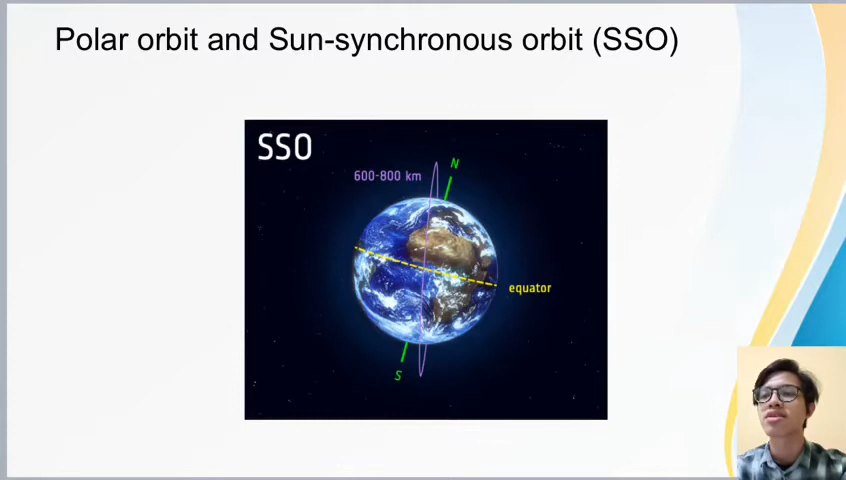 Polar orbit and Sun-synchronous orbit (SSO)
SSO
N
600-800 km
equator
S